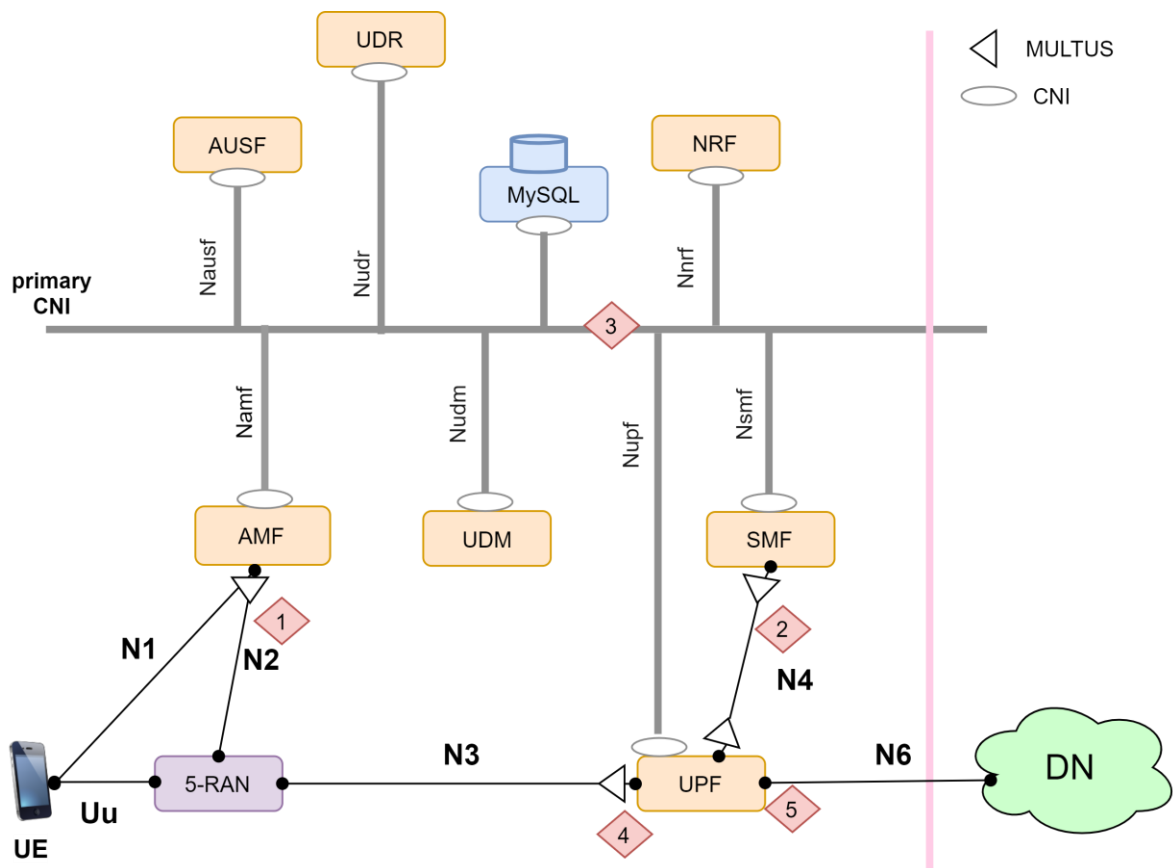 UDR
MULTUS
CNI
AUSF
NRF
MySQL
Nausf
Nudr
Nnrf
primary
CNI
3
Namf
Nudm
Nupf
Nsmf
AMF
UDM
SMF
1
2
N1
N2
N4
N3
N6
5-RAN
UPF
DN
Uu
5
4
UE